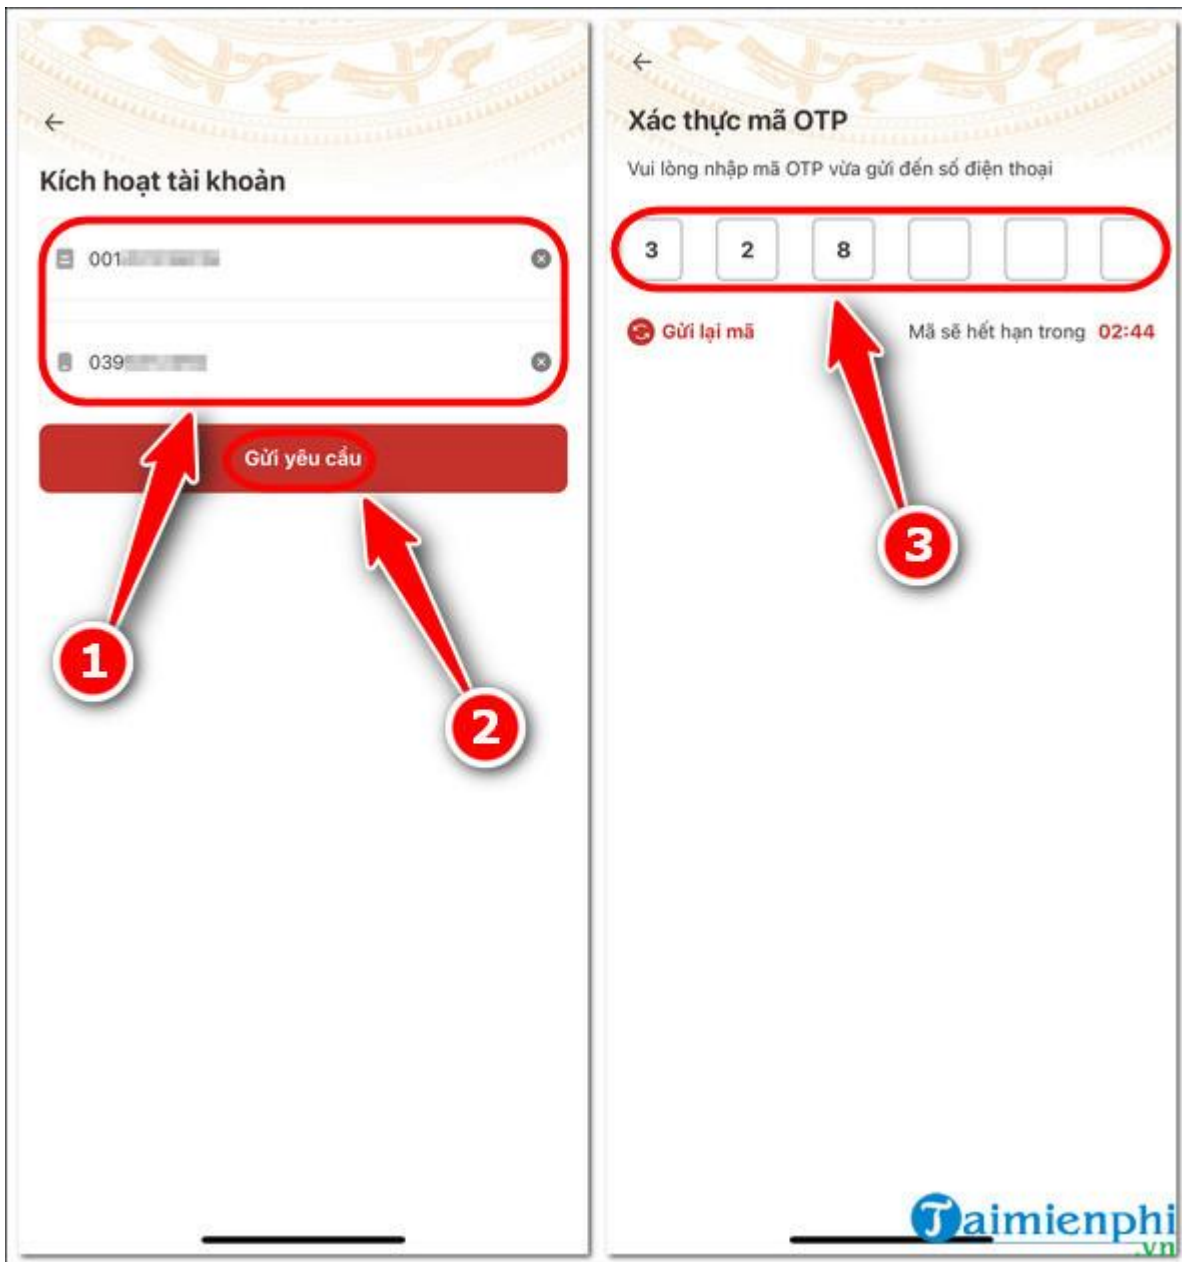 Kích hoạt tài khoản
001
039
Gửi yêu cầu
1
2
Xác thực mã OTP
Vui lòng nhập mã OTP vừa gửi đến số điện thoại
3 2 8
Gửi lại mã Mã sẽ hết hạn trong 02:44
3
Taimienphi
.vn